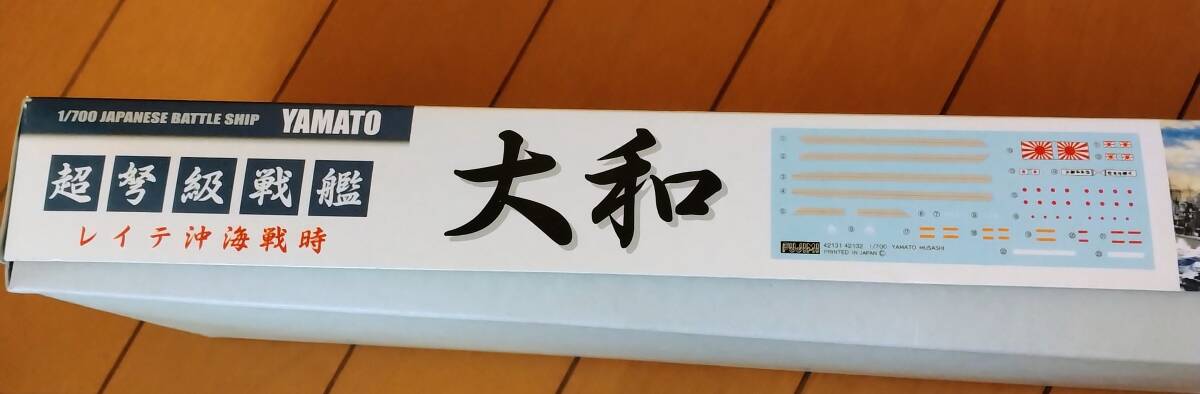 1/700 JAPANESE BATTLE SHIP YAMATO
超弩級戦艦
レイテ沖海戦時
大和
FUJIMI 42131 42132 1/700 YAMATO MUSASHI
PRINTED IN JAPAN ©